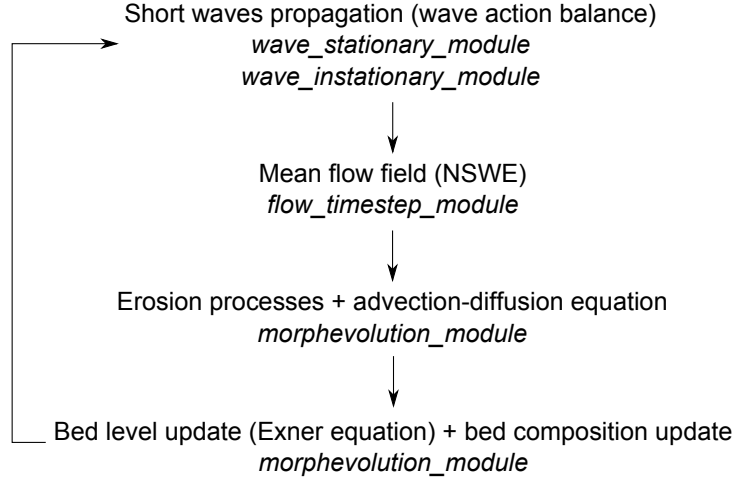 Short waves propagation (wave action balance)
wave_stationary_module
wave_instationary_module
Mean flow field (NSWE)
flow_timestep_module
Erosion processes + advection-diffusion equation
morphevolution_module
Bed level update (Exner equation) + bed composition update
morphevolution_module